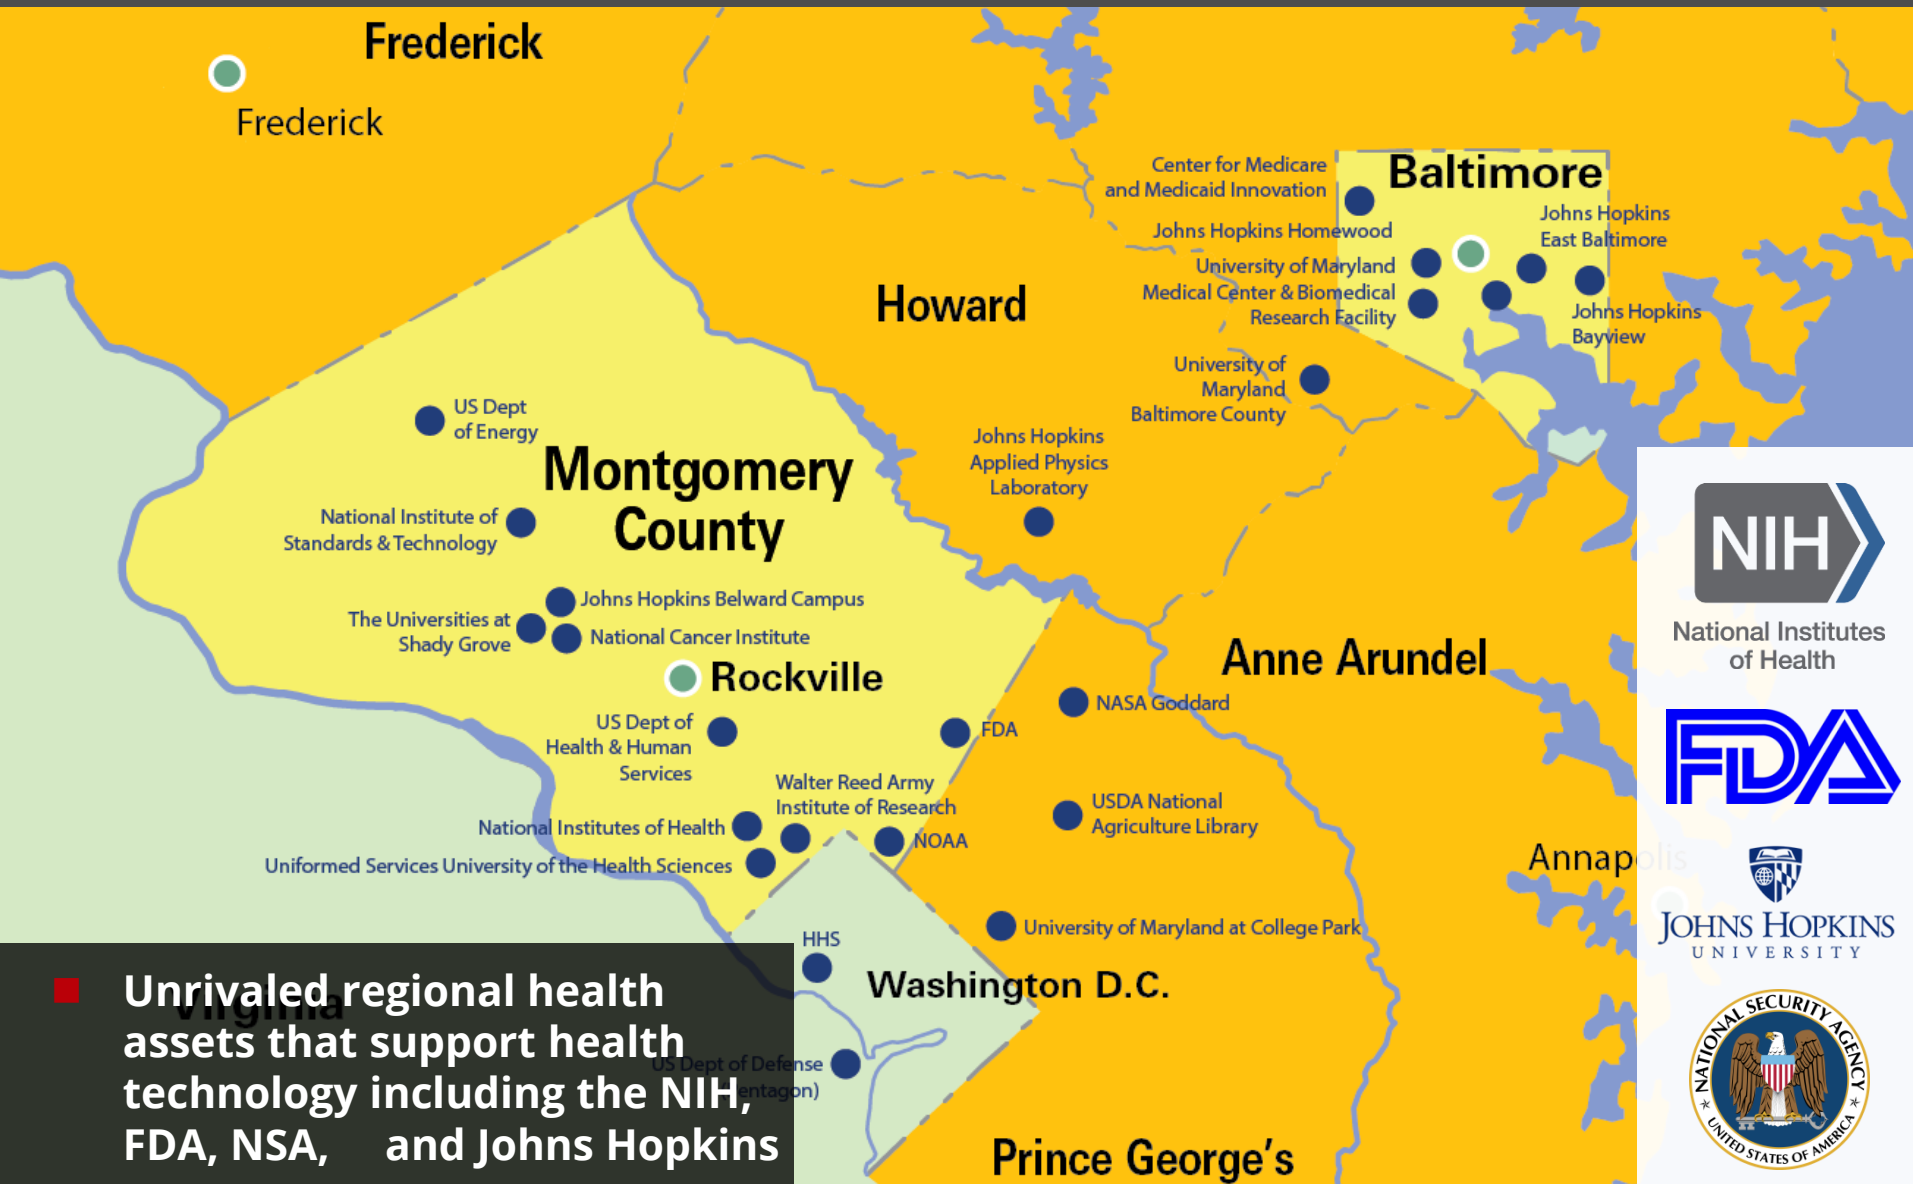 Frederick
Frederick
Center for Medicare
and Medicaid Innovation
Baltimore
Johns Hopkins
East Baltimore
Johns Hopkins Homewood
University of Maryland
Medical Center & Biomedical
Research Facility
Johns Hopkins
Bayview
Howard
University of
Maryland
Baltimore County
US Dept
of Energy
Montgomery
County
Johns Hopkins
Applied Physics
Laboratory
National Institute of
Standards & Technology
Johns Hopkins Belward Campus
The Universities at
Shady Grove
National Cancer Institute
Rockville
Anne Arundel
NASA Goddard
US Dept of
Health & Human
Services
FDA
Walter Reed Army
Institute of Research
USDA National
Agriculture Library
National Institutes of Health
NOAA
Uniformed Services University of the Health Sciences
Annapolis
University of Maryland at College Park
HHS
Washington D.C.
Virginia
US Dept of Defense
(Pentagon)
Prince George's
Unrivaled regional health
assets that support health
technology including the NIH,
FDA, NSA, and Johns Hopkins
NIH
National Institutes
of Health
FDA
JOHNS HOPKINS
UNIVERSITY
NATIONAL SECURITY AGENCY
UNITED STATES OF AMERICA